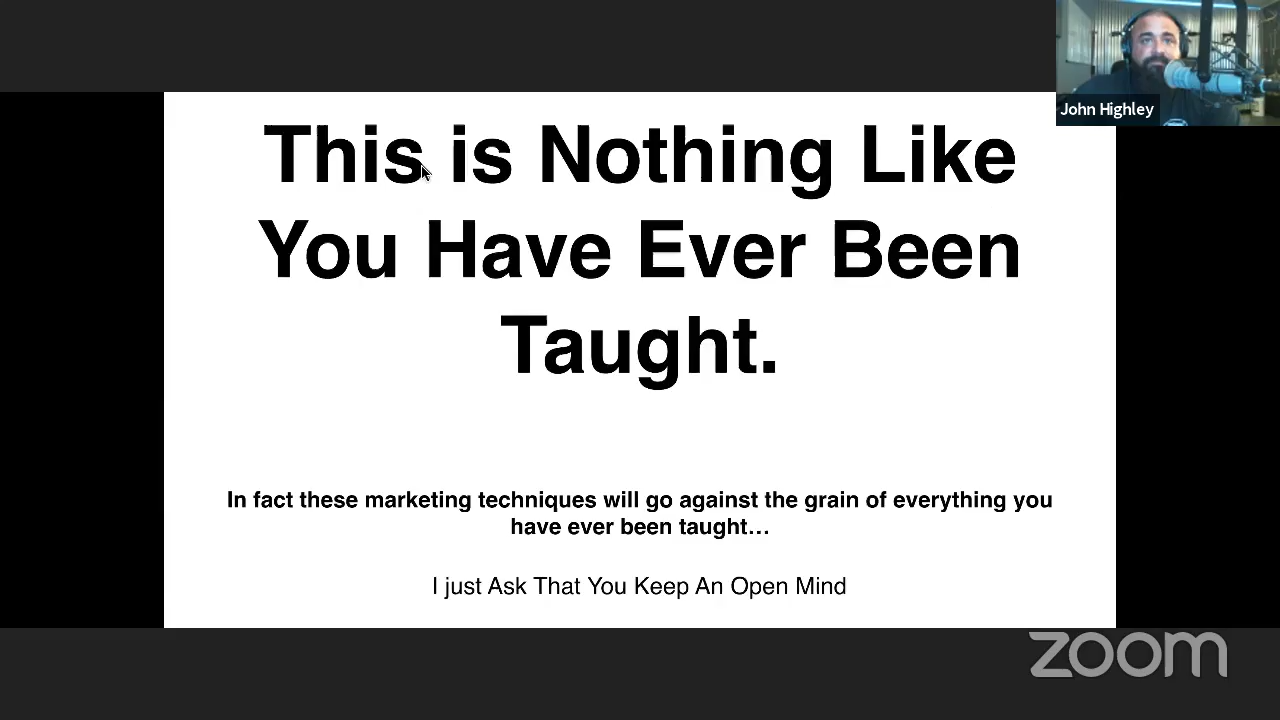 John Highley
This is Nothing Like
You Have Ever Been
Taught.
In fact these marketing techniques will go against the grain of everything you
have ever been taught…
I just Ask That You Keep An Open Mind
zoom